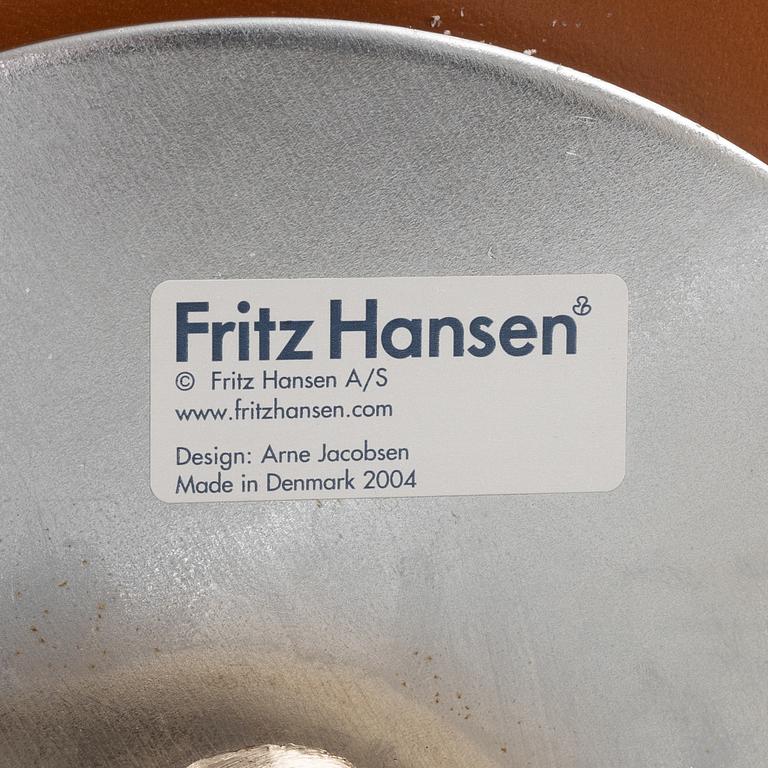 Fritz Hansen
© Fritz Hansen A/S
www.fritzhansen.com
Design: Arne Jacobsen
Made in Denmark 2004